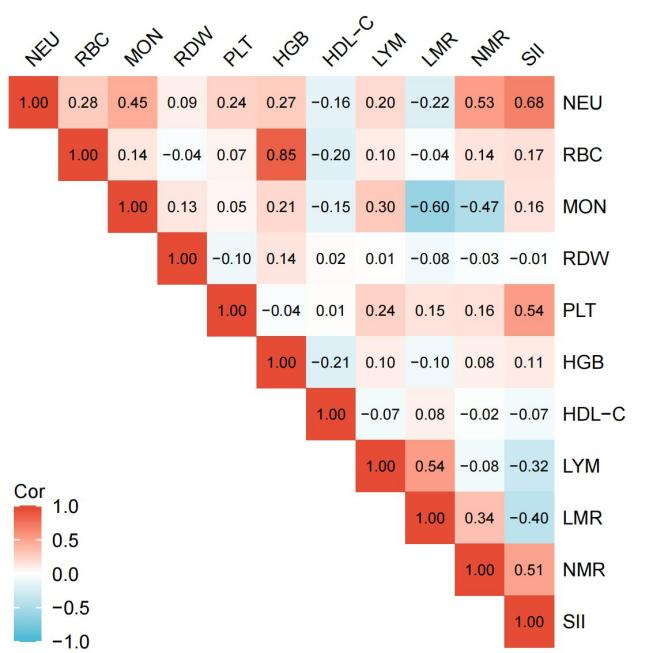 NEU RBC MON RDW PLT HGB HDL−C LYM LMR NMR SII
1.00 0.28 0.45 0.09 0.24 0.27 −0.16 0.20 −0.22 0.53 0.68 NEU
1.00 0.14 −0.04 0.07 0.85 −0.20 0.10 −0.04 0.14 0.17 RBC
1.00 0.13 0.05 0.21 −0.15 0.30 −0.60 −0.47 0.16 MON
1.00 −0.10 0.14 0.02 0.01 −0.08 −0.03 −0.01 RDW
1.00 −0.04 0.01 0.24 0.15 0.16 0.54 PLT
1.00 −0.21 0.10 −0.10 0.08 0.11 HGB
1.00 −0.07 0.08 −0.02 −0.07 HDL−C
1.00 0.54 −0.08 −0.32 LYM
1.00 0.34 −0.40 LMR
1.00 0.51 NMR
1.00 SII
Cor
1.0
0.5
0.0
−0.5
−1.0